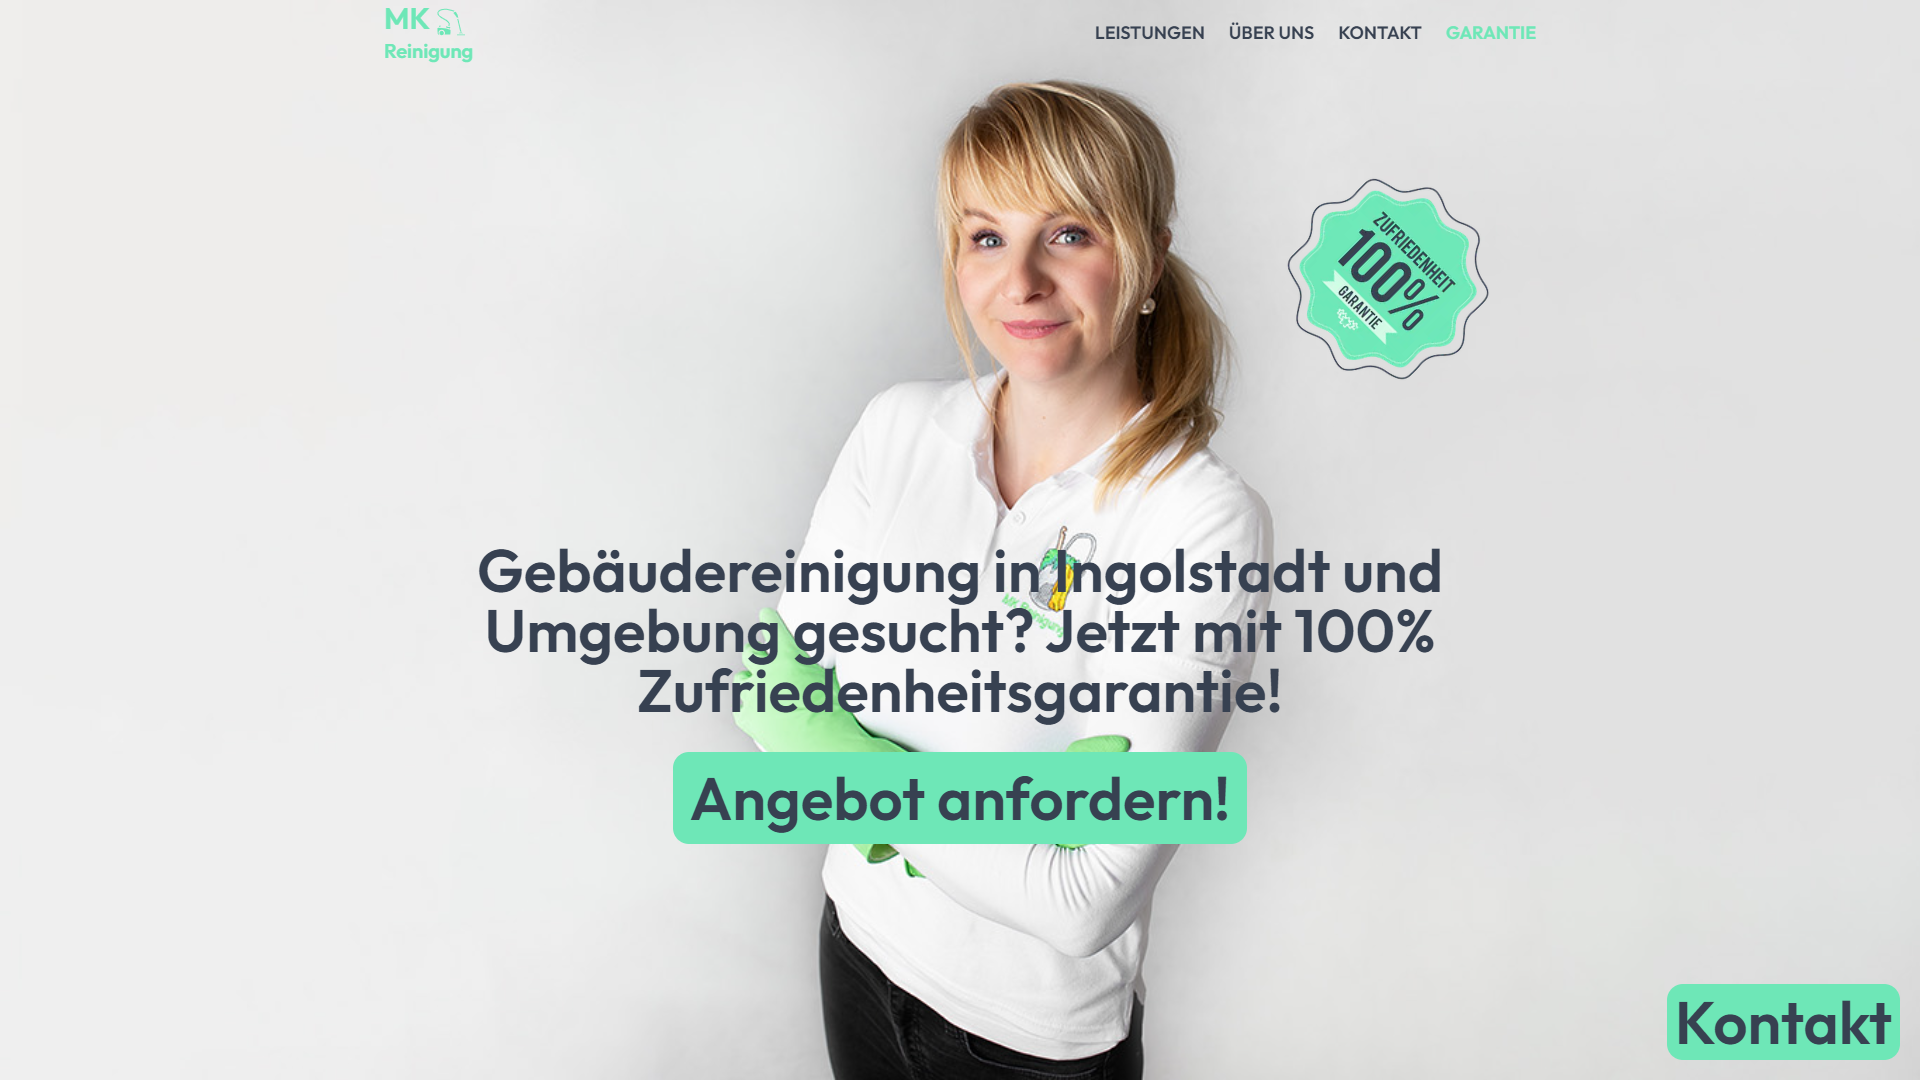 MK
Reinigung
LEISTUNGEN ÜBER UNS KONTAKT GARANTIE
ZUFRIEDENHEIT
100%
GARANTIE
Gebäudereinigung in Ingolstadt und
Umgebung gesucht? Jetzt mit 100%
Zufriedenheitsgarantie!
Angebot anfordern!
Kontakt